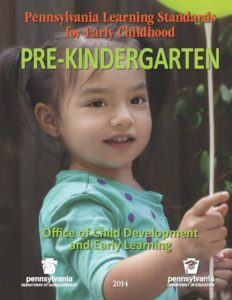 Pennsylvania Learning Standards
for Early Childhood
PRE-KINDERGARTEN
Office of Child Development
and Early Learning
pennsylvania
DEPARTMENT OF HUMAN SERVICES
2014
pennsylvania
DEPARTMENT OF EDUCATION